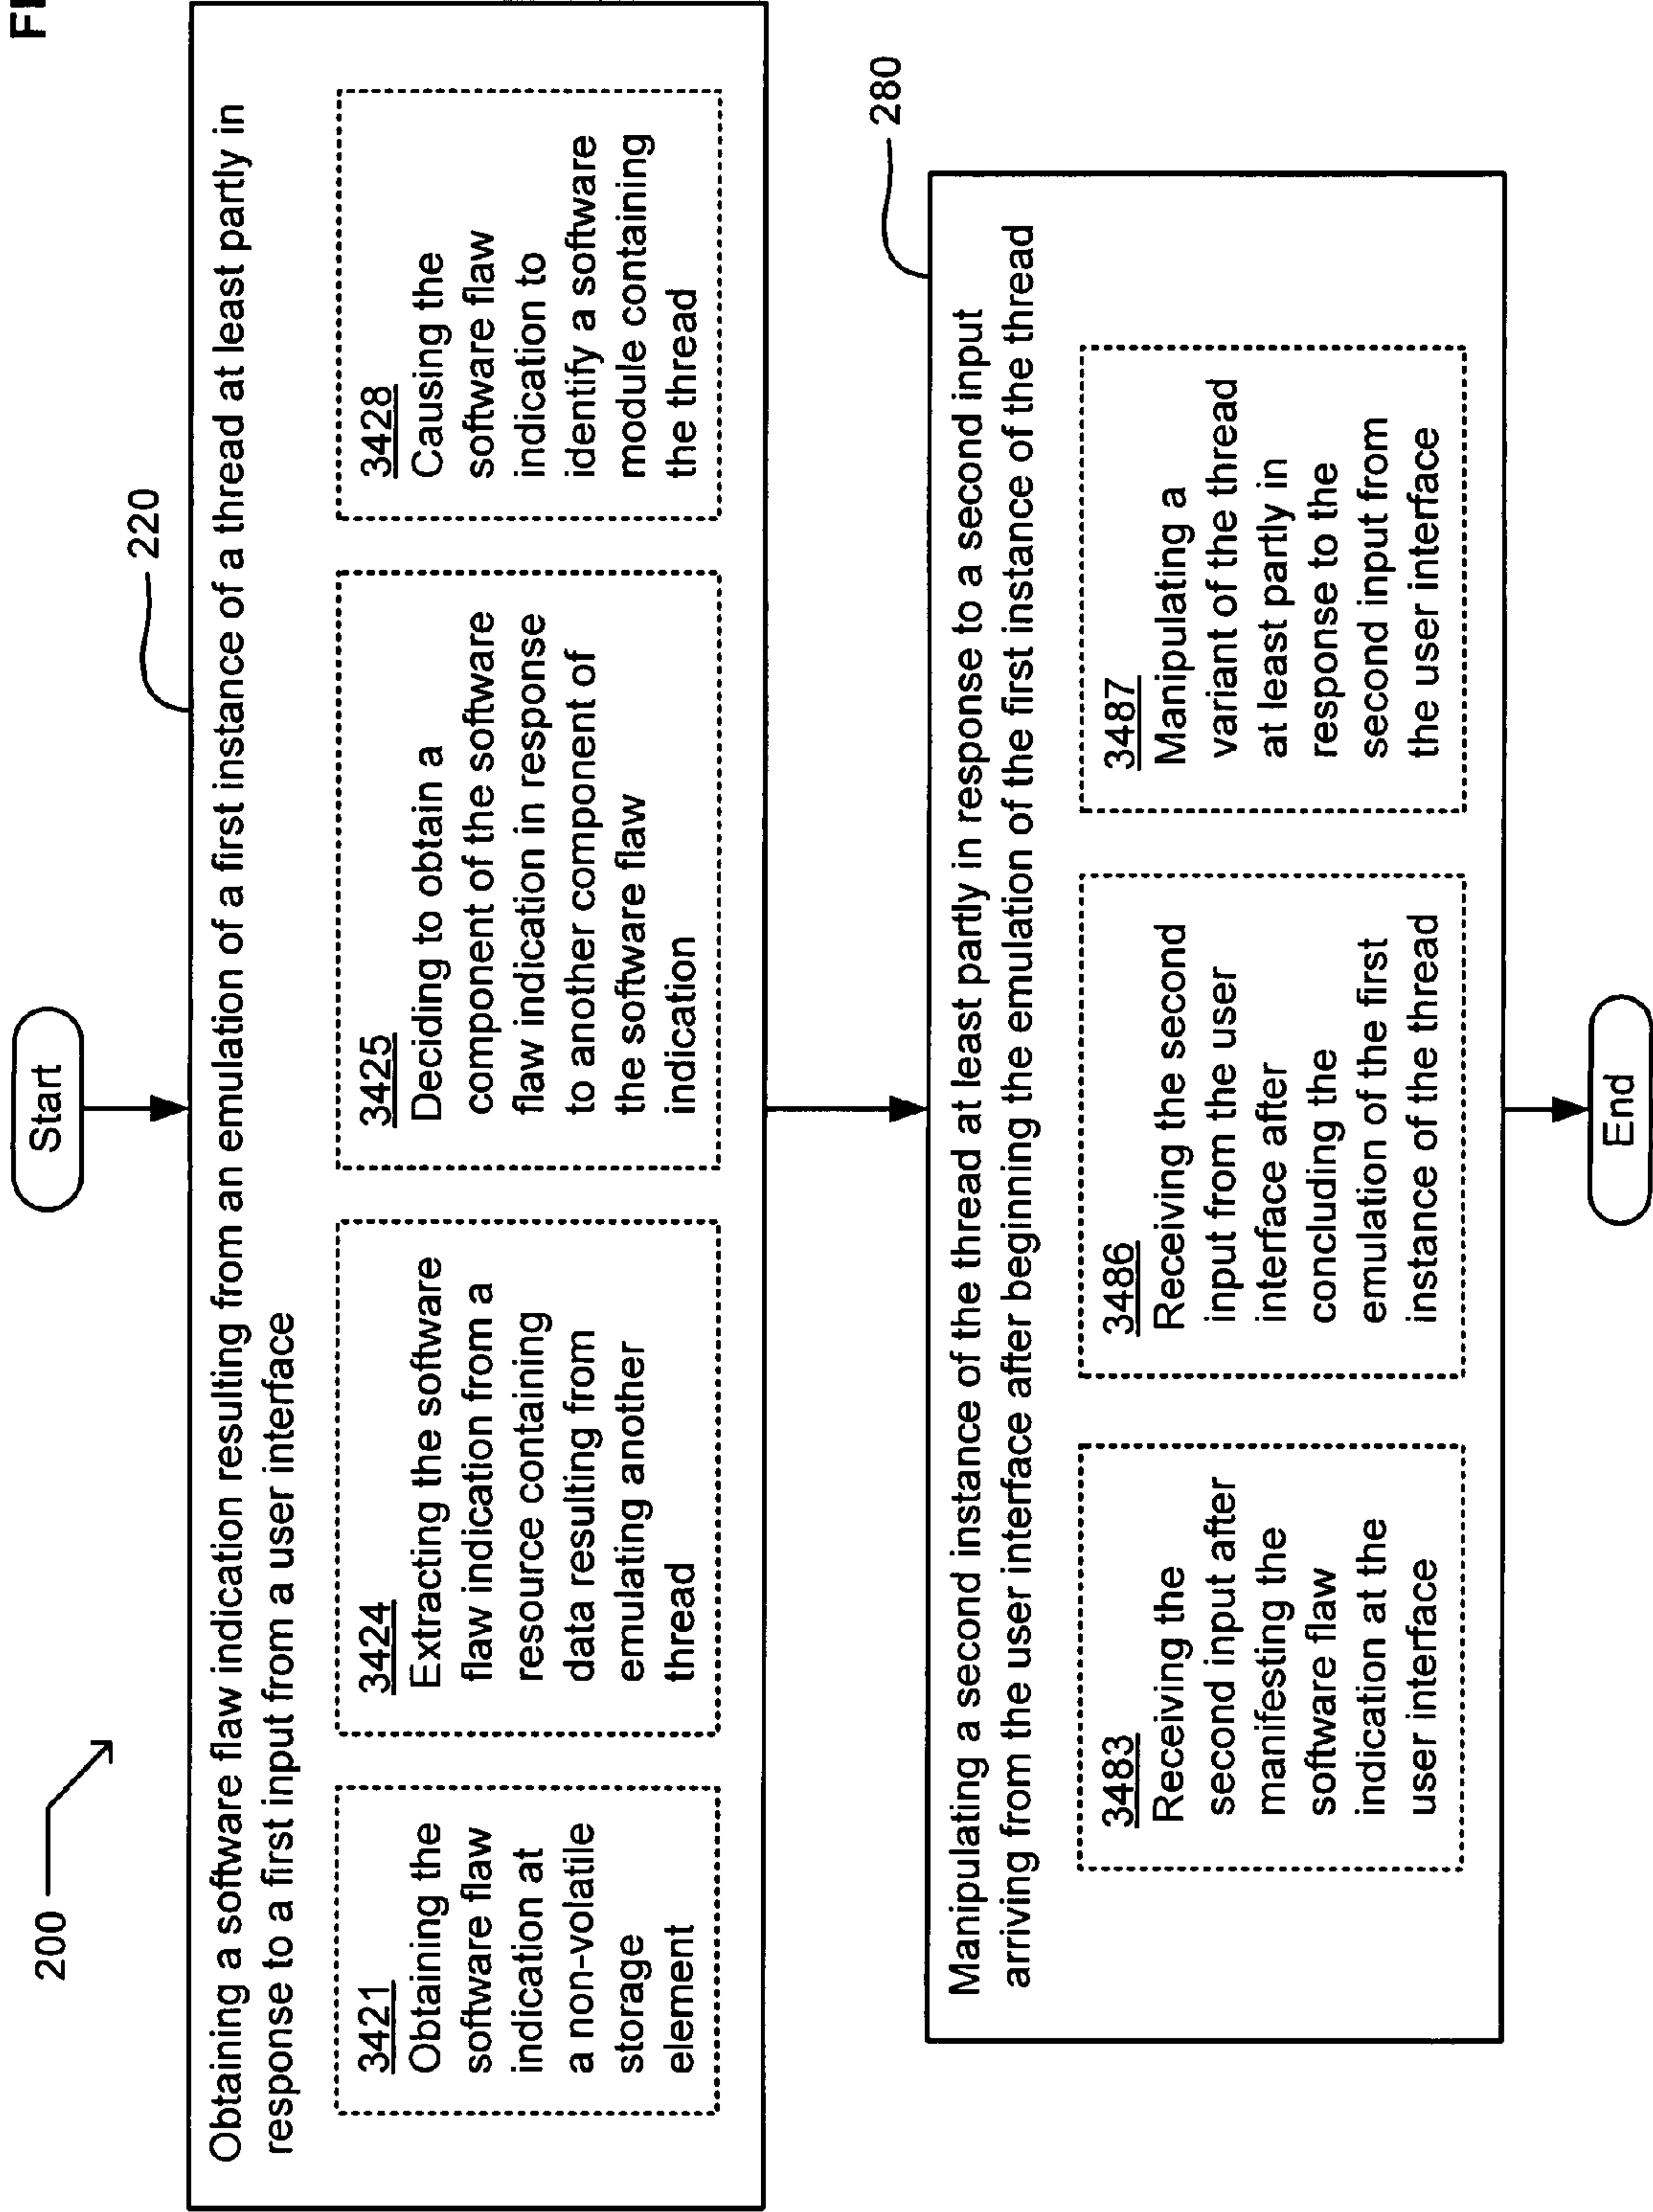 FI
200
Start
220
Obtaining a software flaw indication resulting from an emulation of a first instance of a thread at least partly in
response to a first input from a user interface
3421
Obtaining the
software flaw
indication at
a non-volatile
storage
element
3424
Extracting the software
flaw indication from a
resource containing
data resulting from
emulating another
thread
3425
Deciding to obtain a
component of the software
flaw indication in response
to another component of
the software flaw
indication
3428
Causing the
software flaw
indication to
identify a software
module containing
the thread
280
Manipulating a second instance of the thread at least partly in response to a second input
arriving from the user interface after beginning the emulation of the first instance of the thread
3483
Receiving the
second input after
manifesting the
software flaw
indication at the
user interface
3486
Receiving the second
input from the user
interface after
concluding the
emulation of the first
instance of the thread
3487
Manipulating a
variant of the thread
at least partly in
response to the
second input from
the user interface
End